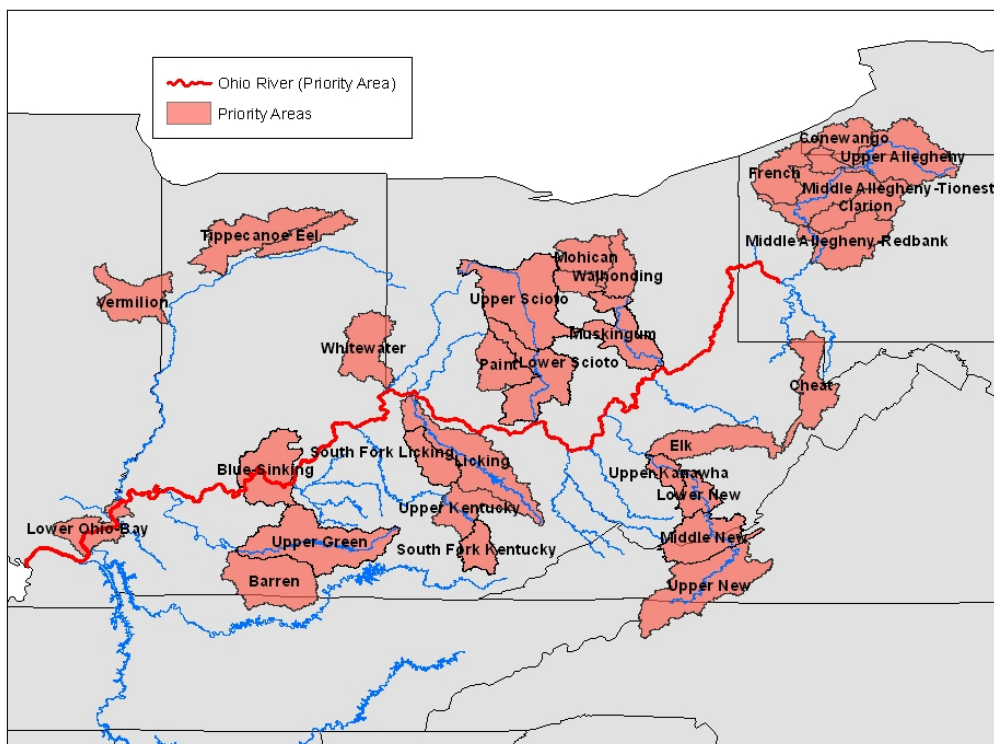 Ohio River (Priority Area)
Priority Areas
Conewango
Upper Allegheny
French
Middle Allegheny-Tionest
Clarion
Middle Allegheny-Redbank
Tippecanoe Eel
Mohican
Walhonding
Vermilion
Upper Scioto
Muskingum
Whitewater
Paint
Lower Scioto
Cheat
Elk
South Fork Licking
Licking
Blue-Sinking
Upper Kanawha
Lower New
Upper Kentucky
Lower Ohio-Bay
Upper Green
Middle New
South Fork Kentucky
Barren
Upper New